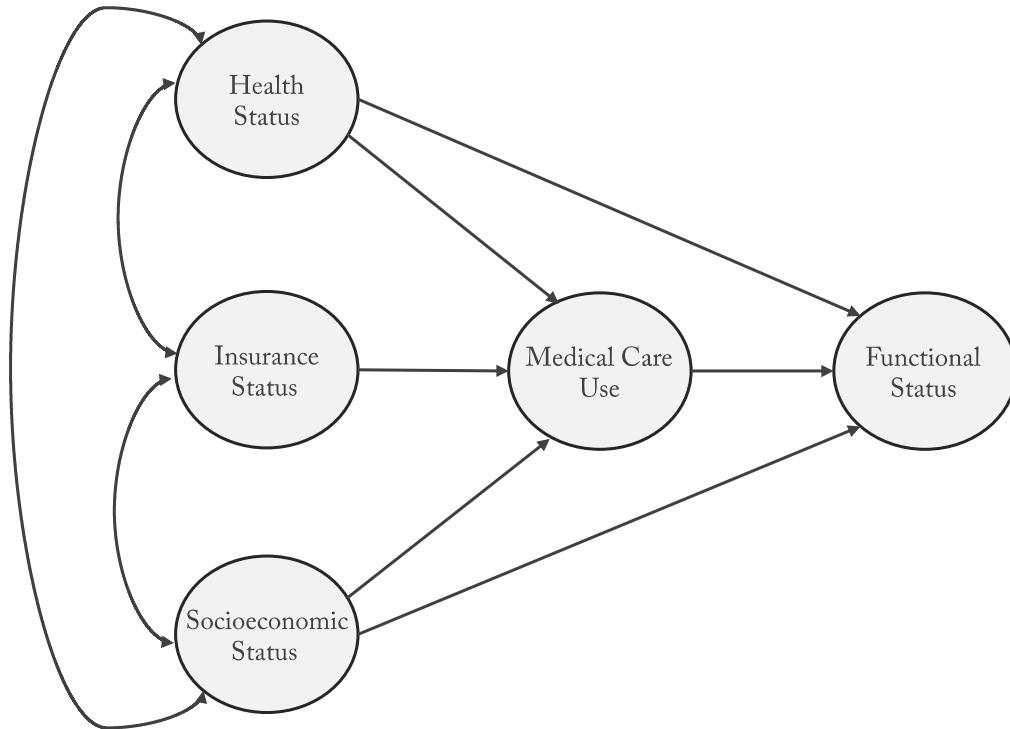 Health
Status
Insurance
Status
Medical Care
Use
Functional
Status
Socioeconomic
Status